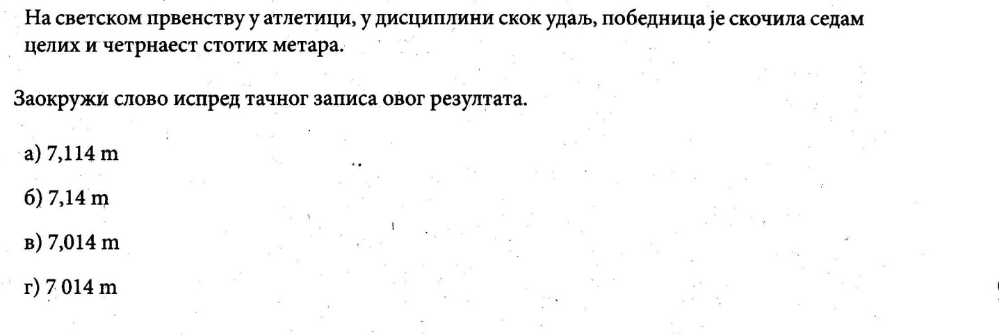 На светском првенству у атлетици, у дисциплини скок удаљ, победница је скочила седам
целих и четрнаест стотих метара.
Заокружи слово испред тачног записа овог резултата.
а) 7,114 m
б) 7,14 m
в) 7,014 m
г) 7 014 m